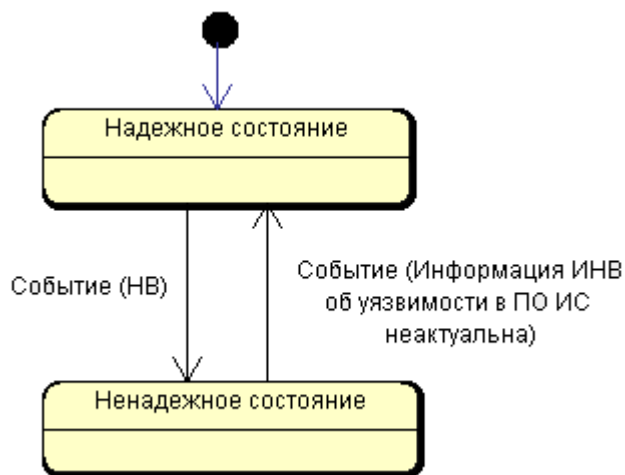 Надежное состояние
Событие (НВ)
Событие (Информация ИНВ
об уязвимости в ПО ИС
неактуальна)
Ненадежное состояние